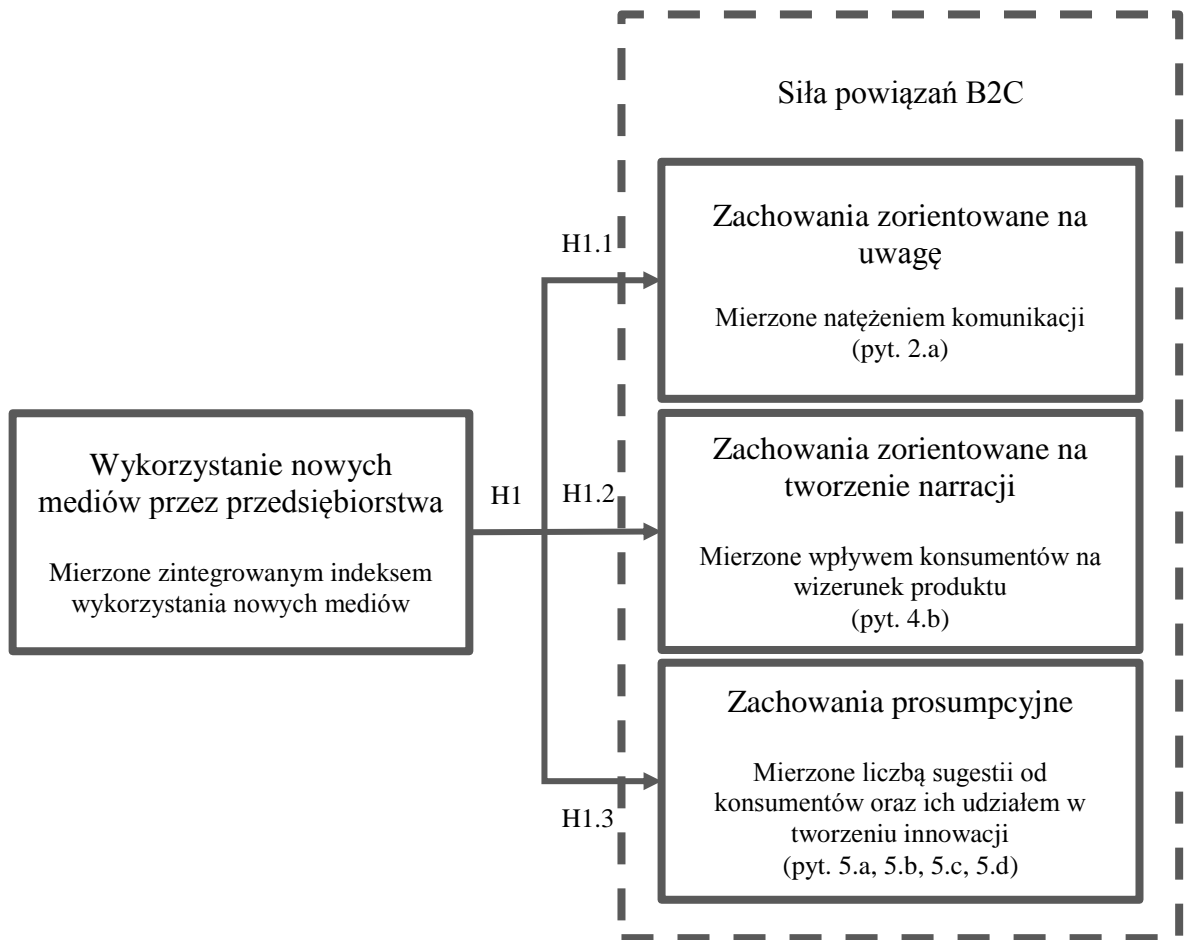 Siła powiązań B2C
Zachowania zorientowane na
uwagę
Mierzone natężeniem komunikacji
(pyt. 2.a)
H1.1
Wykorzystanie nowych
mediów przez przedsiębiorstwa
Mierzone zintegrowanym indeksem
wykorzystania nowych mediów
H1
H1.2
Zachowania zorientowane na
tworzenie narracji
Mierzone wpływem konsumentów na
wizerunek produktu
(pyt. 4.b)
Zachowania prosumpcyjne
Mierzone liczbą sugestii od
konsumentów oraz ich udziałem w
tworzeniu innowacji
(pyt. 5.a, 5.b, 5.c, 5.d)
H1.3